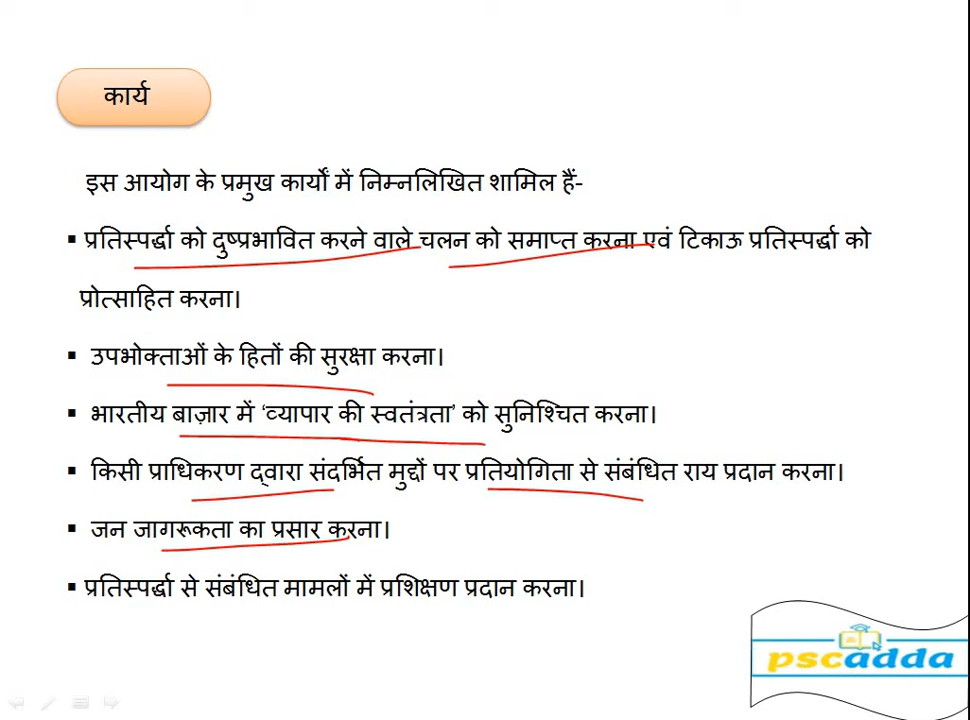 कार्य
इस आयोग के प्रमुख कार्यों में निम्नलिखित शामिल हैं-
▪ प्रतिस्पर्द्धा को दुष्प्रभावित करने वाले चलन को समाप्त करना एवं टिकाऊ प्रतिस्पर्द्धा को
प्रोत्साहित करना।
▪ उपभोक्ताओं के हितों की सुरक्षा करना।
▪ भारतीय बाज़ार में ‘व्यापार की स्वतंत्रता’ को सुनिश्चित करना।
▪ किसी प्राधिकरण द्वारा संदर्भित मुद्दों पर प्रतियोगिता से संबंधित राय प्रदान करना।
▪ जन जागरूकता का प्रसार करना।
▪ प्रतिस्पर्द्धा से संबंधित मामलों में प्रशिक्षण प्रदान करना।
pscadda